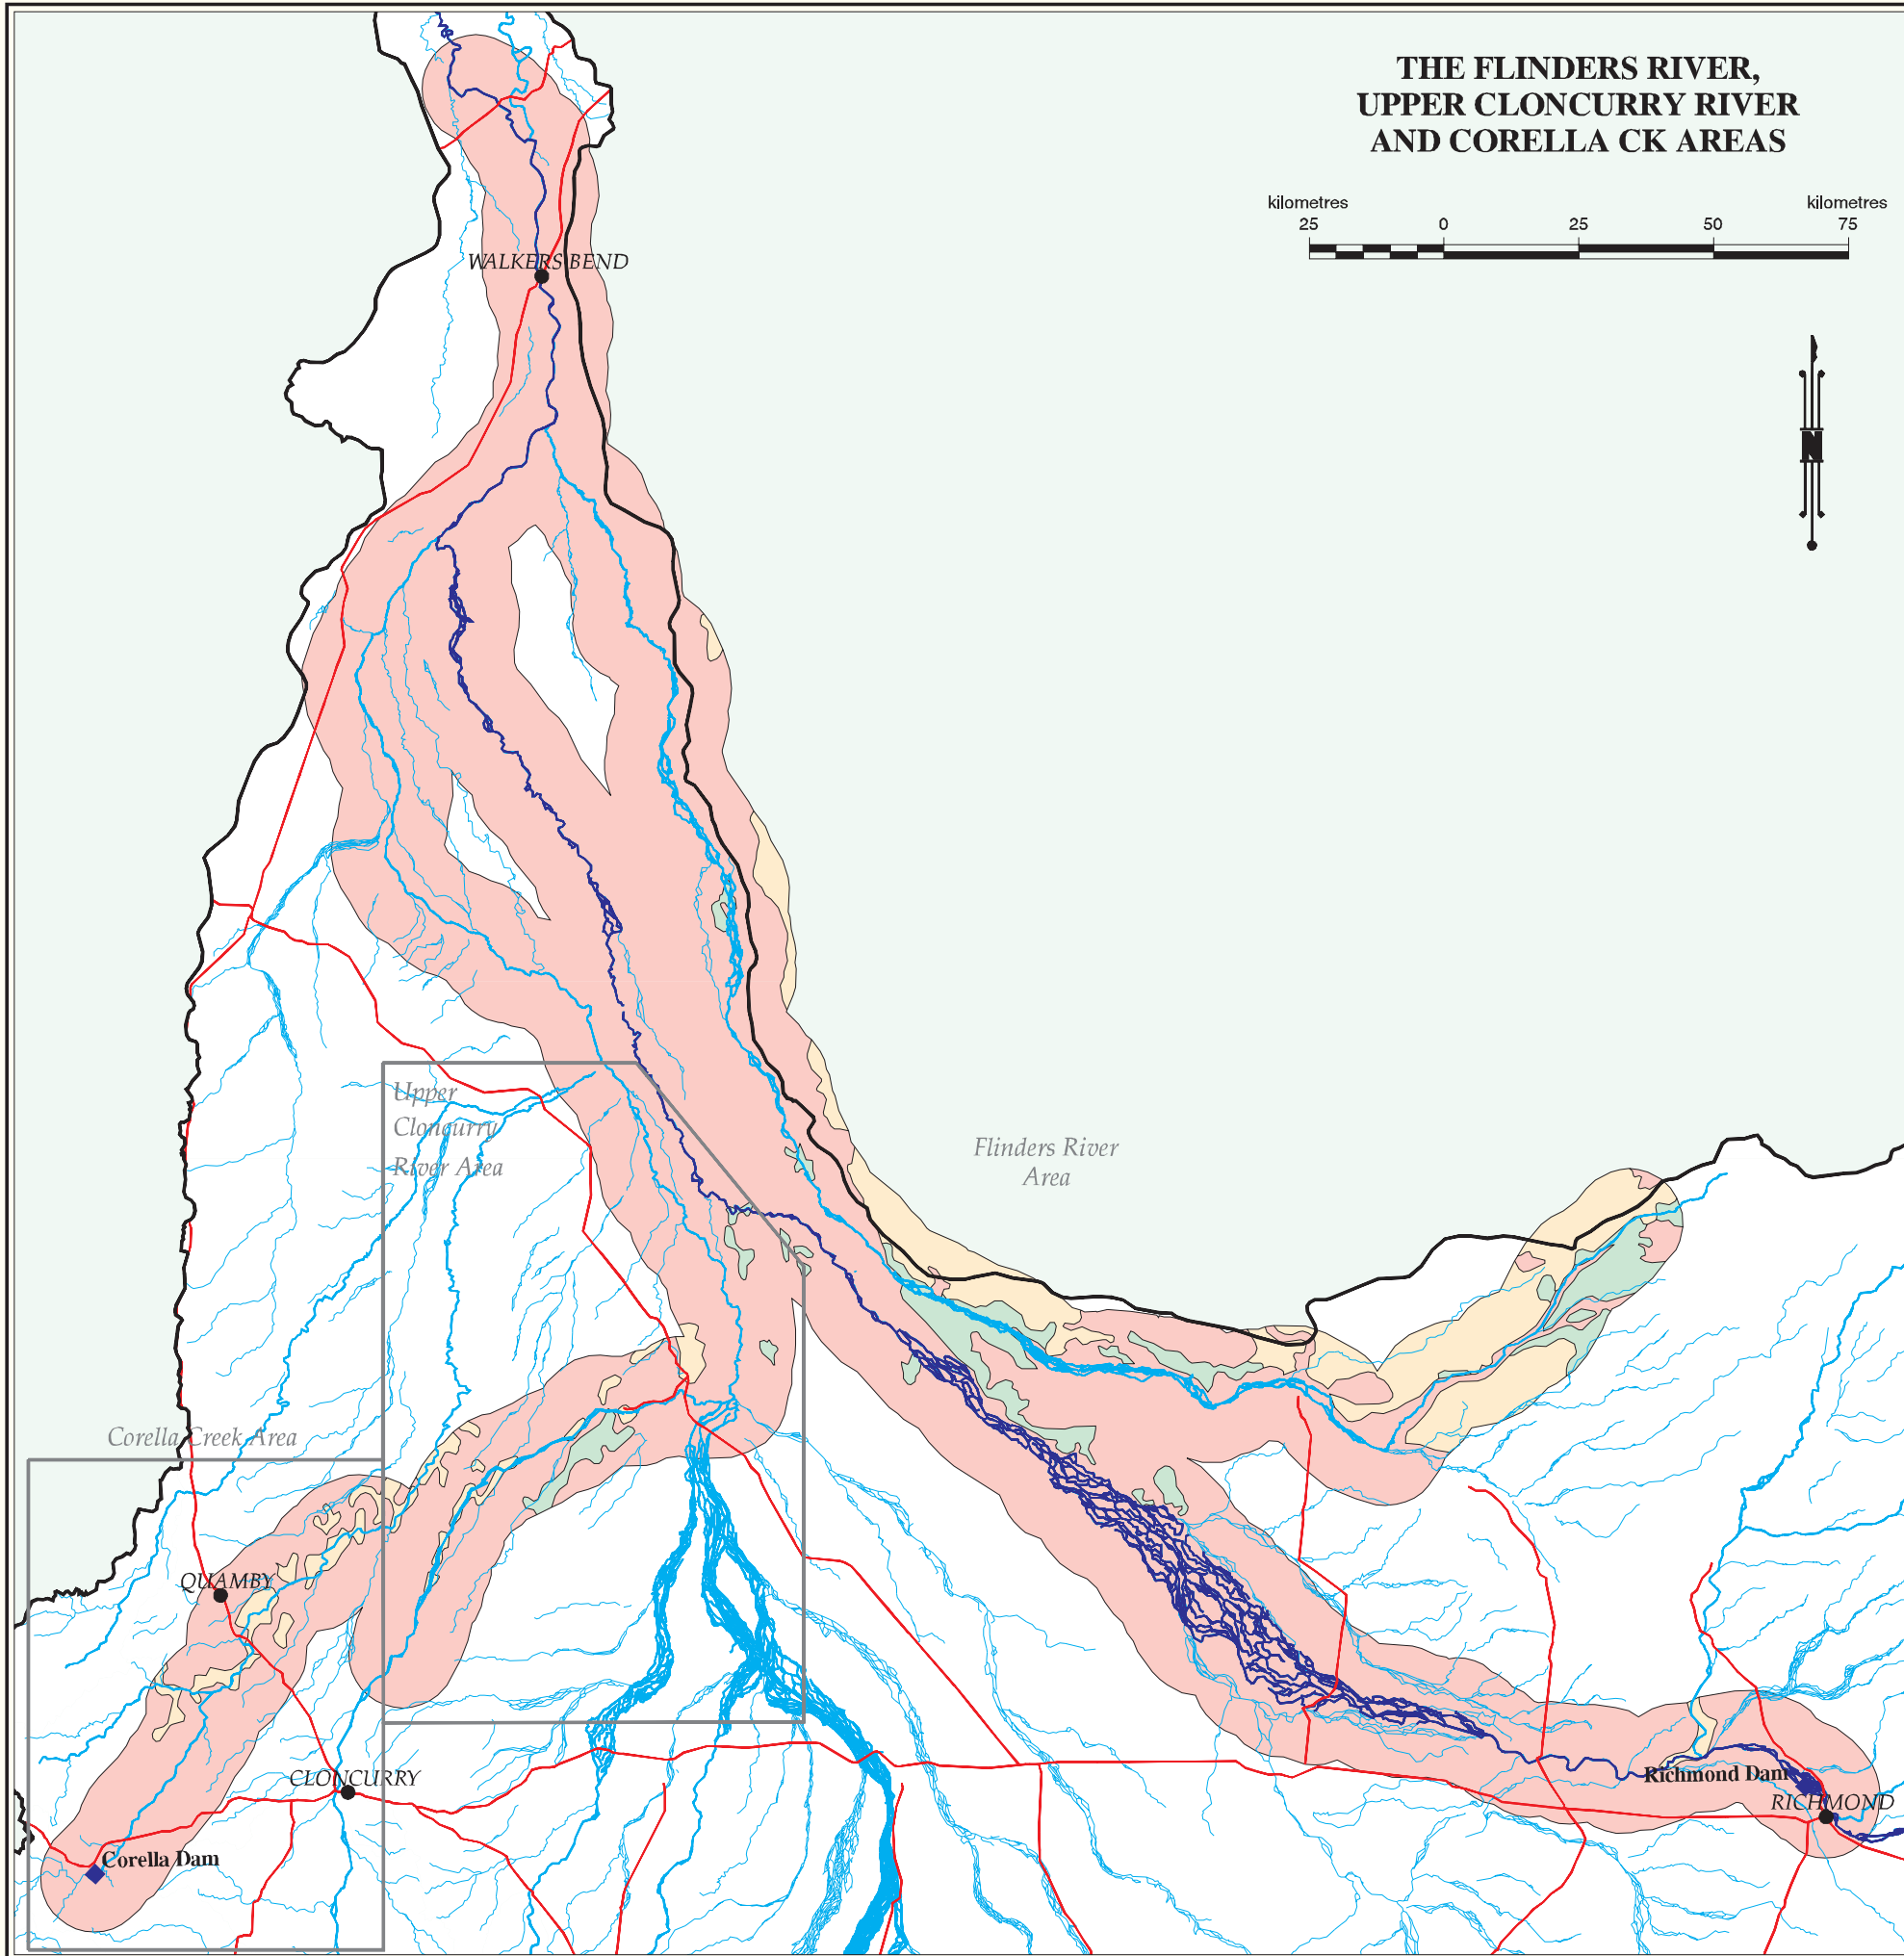 THE FLINDERS RIVER,
UPPER CLONCURRY RIVER
AND CORELLA CK AREAS
kilometres kilometres
25 0 25 50 75
N
WALKERS BEND
Upper
Cloncurry
River Area
Flinders River
Area
Corella Creek Area
QUAMBY
CLONCURRY
Richmond Dam
RICHMOND
Corella Dam